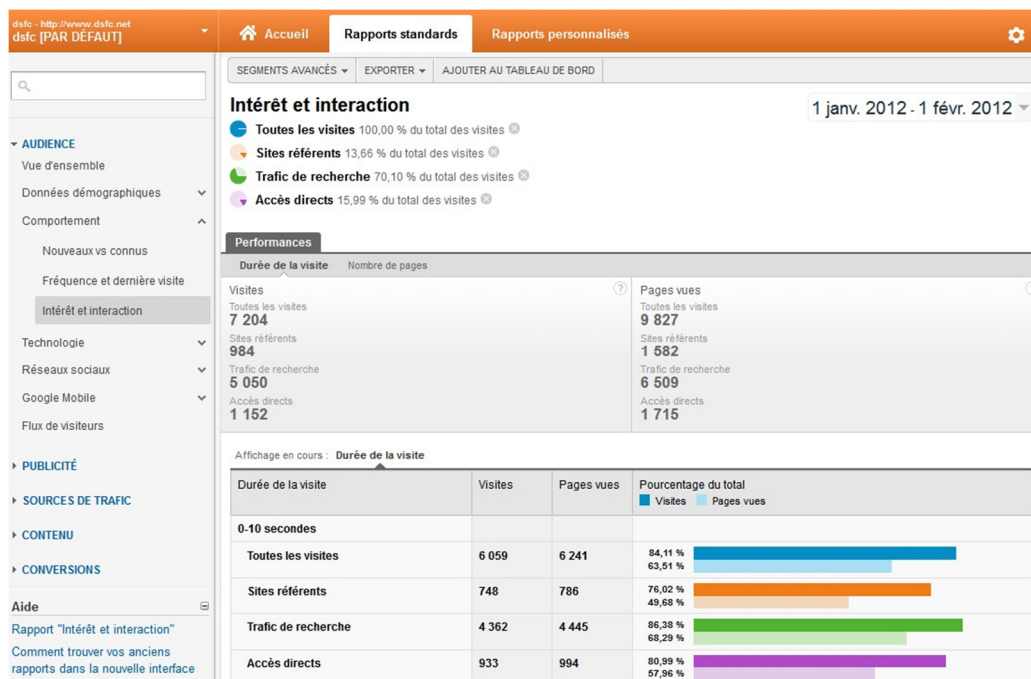 dsfc - http://www.dsfc.net
dsfc [PAR DÉFAUT]
Accueil
Rapports standards
Rapports personnalisés
SEGMENTS AVANCÉS
EXPORTER
AJOUTER AU TABLEAU DE BORD
Intérêt et interaction
1 janv. 2012 - 1 févr. 2012
Toutes les visites 100,00 % du total des visites
Sites référents 13,66 % du total des visites
Trafic de recherche 70,10 % du total des visites
Accès directs 15,99 % du total des visites
AUDIENCE
Vue d'ensemble
Données démographiques
Comportement
Nouveaux vs connus
Fréquence et dernière visite
Intérêt et interaction
Technologie
Réseaux sociaux
Google Mobile
Flux de visiteurs
PUBLICITÉ
SOURCES DE TRAFIC
CONTENU
CONVERSIONS
Aide
Rapport "Intérêt et interaction"
Comment trouver vos anciens
rapports dans la nouvelle interface
Performances
Durée de la visite Nombre de pages
Visites
Toutes les visites
7 204
Sites référents
984
Trafic de recherche
5 050
Accès directs
1 152
Pages vues
Toutes les visites
9 827
Sites référents
1 582
Trafic de recherche
6 509
Accès directs
1 715
Affichage en cours : Durée de la visite
Durée de la visite Visites Pages vues Pourcentage du total
Visites Pages vues
0-10 secondes
Toutes les visites 6 059 6 241 84,11 %
63,51 %
Sites référents 748 786 76,02 %
49,68 %
Trafic de recherche 4 362 4 445 86,38 %
68,29 %
Accès directs 933 994 80,99 %
57,96 %